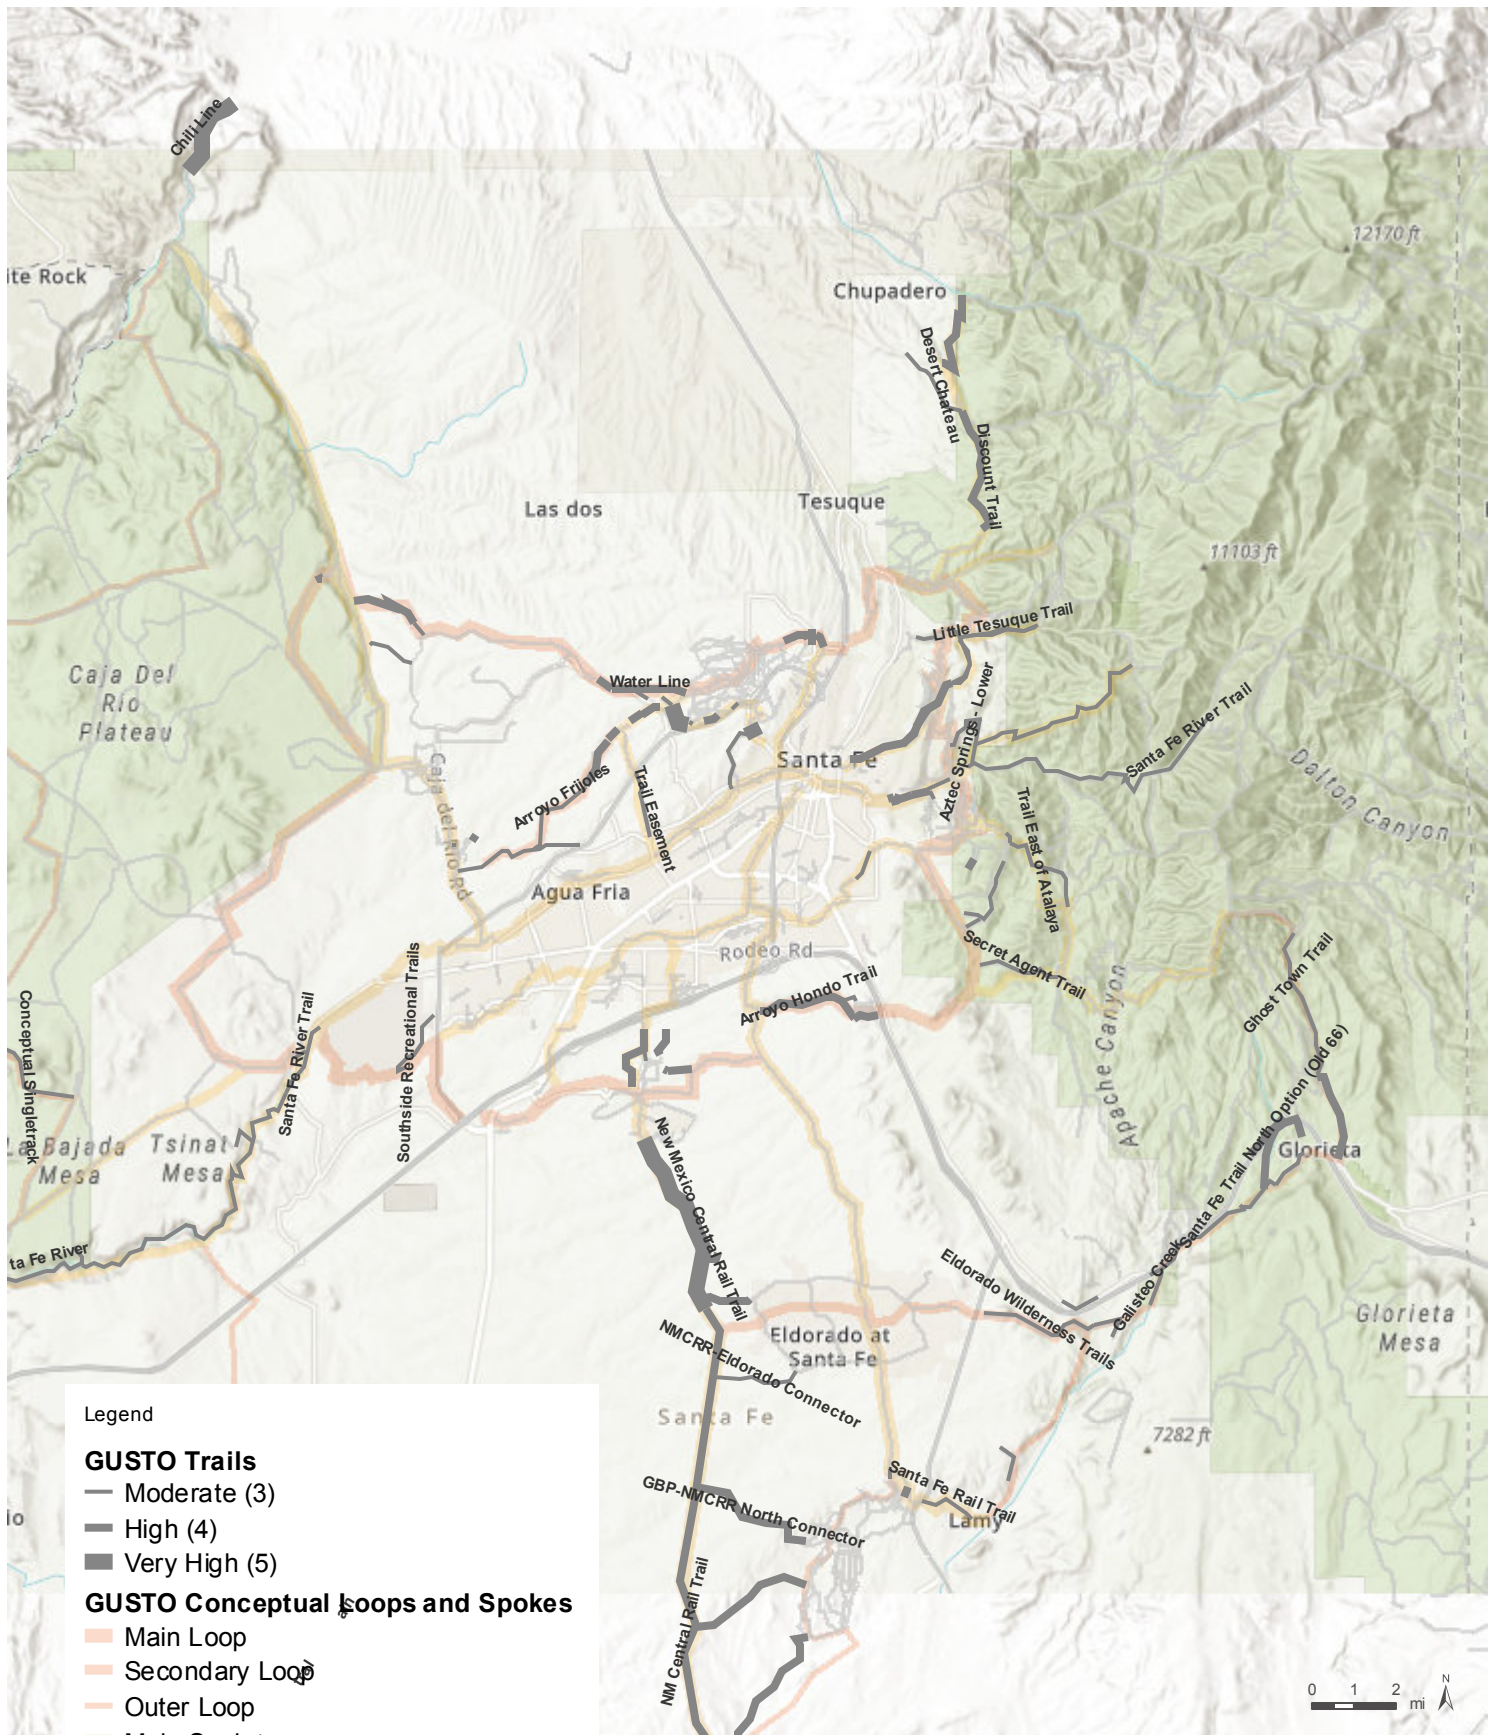 Chili Line
ite Rock
12170 ft
Chupadero
Desert Chateau
Discount Trail
Las dos
Tesuque
11103 ft
Little Tesuque Trail
Caja Del
Rio
Plateau
Water Line
Aztec Springs - Lower
Santa Fe River Trail
Santa Fe
Caja del Rio Rd
Arroyo Frijoles
Trail Easement
Dalton Canyon
Trail East of Atalaya
Agua Fria
Rodeo Rd
Secret Agent Trail
Arroyo Hondo Trail
Ghost Town Trail
Apache Canyon
Conceptual Singletrack
Santa Fe River Trail
Southside Recreational Trails
La Bajada
Mesa
Tsinat
Mesa
ta Fe River
New Mexico Central Rail Trail
Santa Fe Trail North Option (Old 66)
Glorieta
Galisteo Creek
Eldorado Wilderness Trails
Glorieta
Mesa
Eldorado at
Santa Fe
NMCRR-Eldorado Connector
Santa Fe
7282 ft
GBP-NMCRR North Connector
Santa Fe Rail Trail
Lamy
NM Central Rail Trail
io
Legend
GUSTO Trails
Moderate (3)
High (4)
Very High (5)
GUSTO Conceptual Loops and Spokes
Main Loop
Secondary Loop
Outer Loop
0 1 2
mi
N